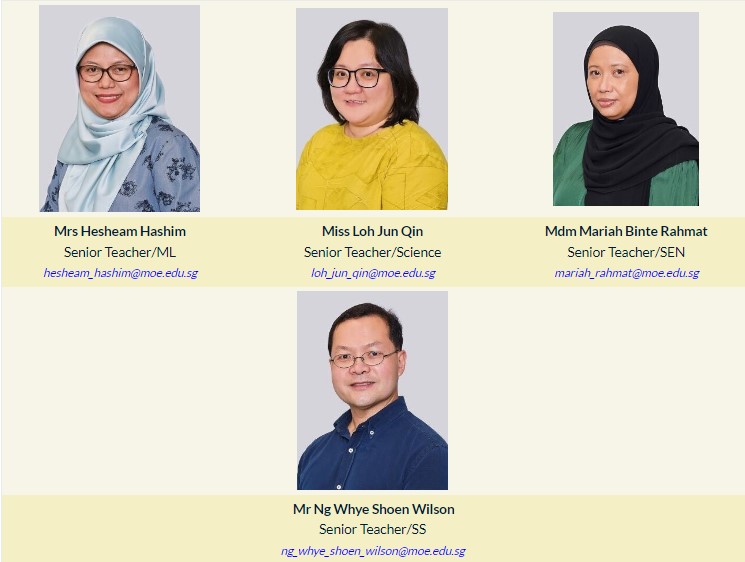 Mrs Hesheam Hashim
Senior Teacher/ML
hesheam_hashim@moe.edu.sg
Miss Loh Jun Qin
Senior Teacher/Science
loh_jun_qin@moe.edu.sg
Mdm Mariah Binte Rahmat
Senior Teacher/SEN
mariah_rahmat@moe.edu.sg
Mr Ng Whye Shoen Wilson
Senior Teacher/SS
ng_whye_shoen_wilson@moe.edu.sg